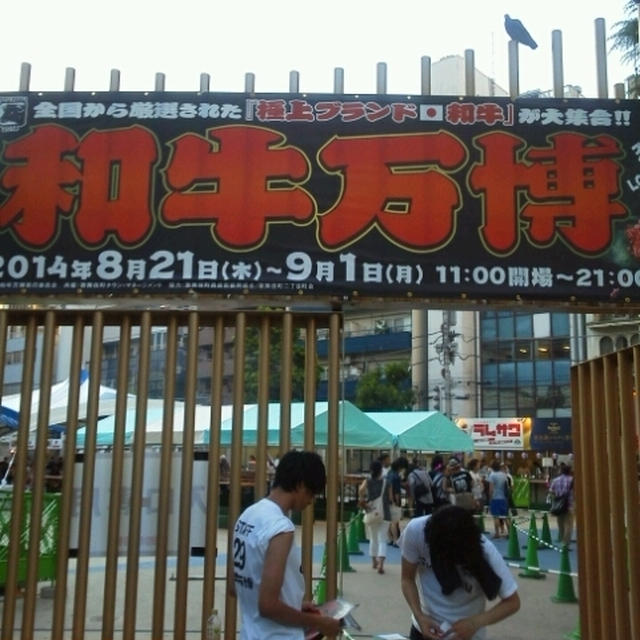 全国から厳選された『極上ブランド和牛』が大集合!!
和牛万博
2014年8月21日(木)～9月1日(月) 11:00開場～21:00
STAFF
29